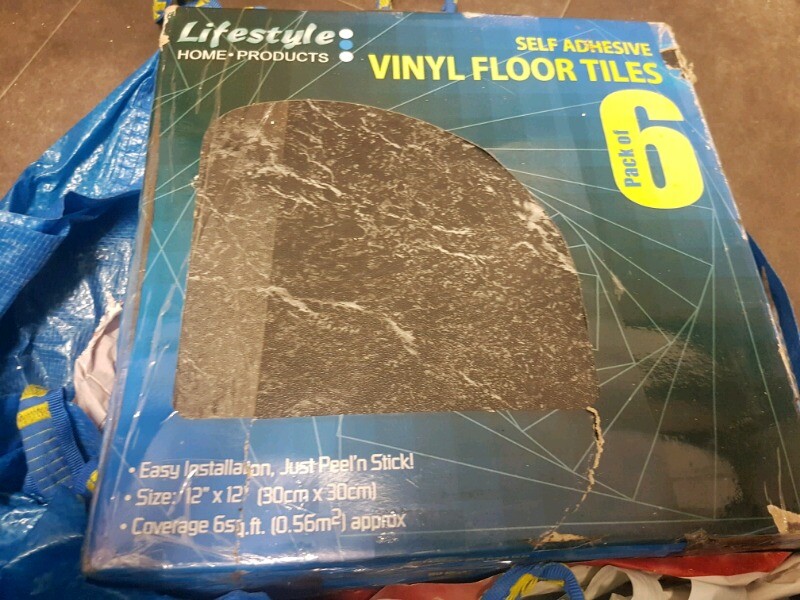 Lifestyle
HOME•PRODUCTS
SELF ADHESIVE
VINYL FLOOR TILES
Pack of
6
• Easy Installation, Just Peel'n Stick!
• Size: 12" x 12" (30cm x 30cm)
• Coverage 6sq.ft. (0.56m²) approx